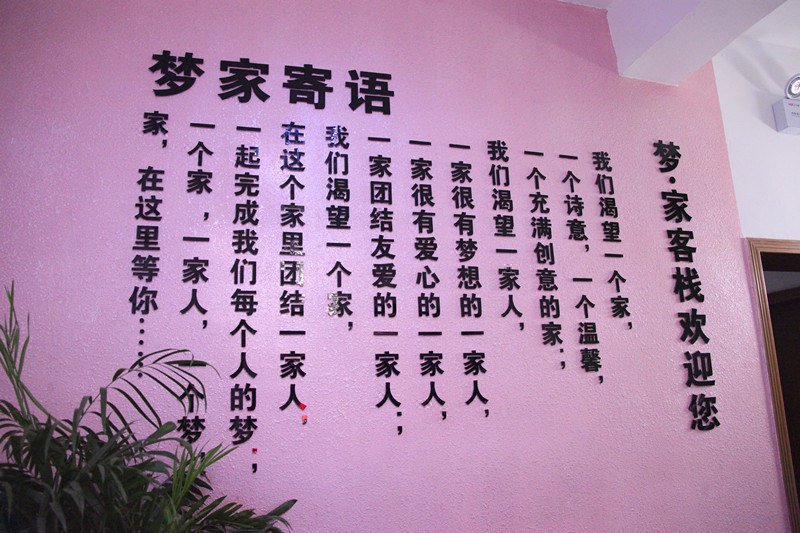 梦家寄语
梦·家客栈欢迎您
我们渴望一个家，
一个诗意，一个温馨，
一个充满创意的家；
我们渴望一家人，
一家很有梦想的一家人，
一家很有爱心的一家人，
一家团结友爱的一家人；
我们渴望一个家，
在这个家里团结一家人，
一起完成我们每个人的梦；
一个家，一家人，一个梦，
家，在这里等你……